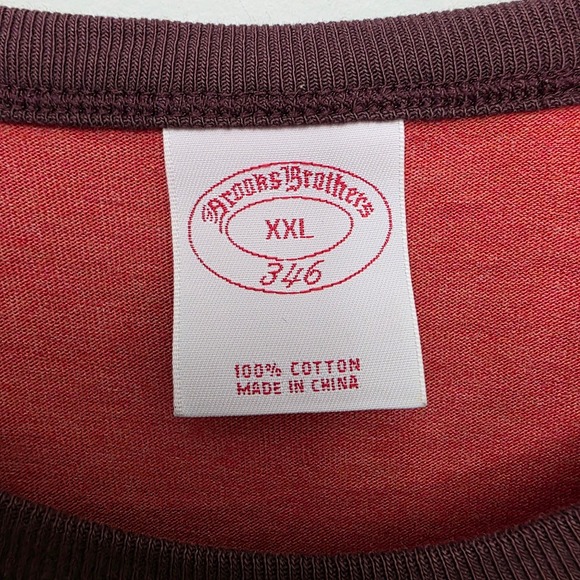 Brooks Brothers
XXL
346
100% COTTON
MADE IN CHINA